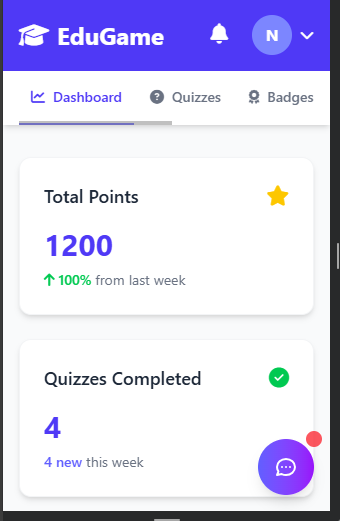 EduGame
N
Dashboard
Quizzes
Badges
Total Points
1200
100% from last week
Quizzes Completed
4
4 new this week